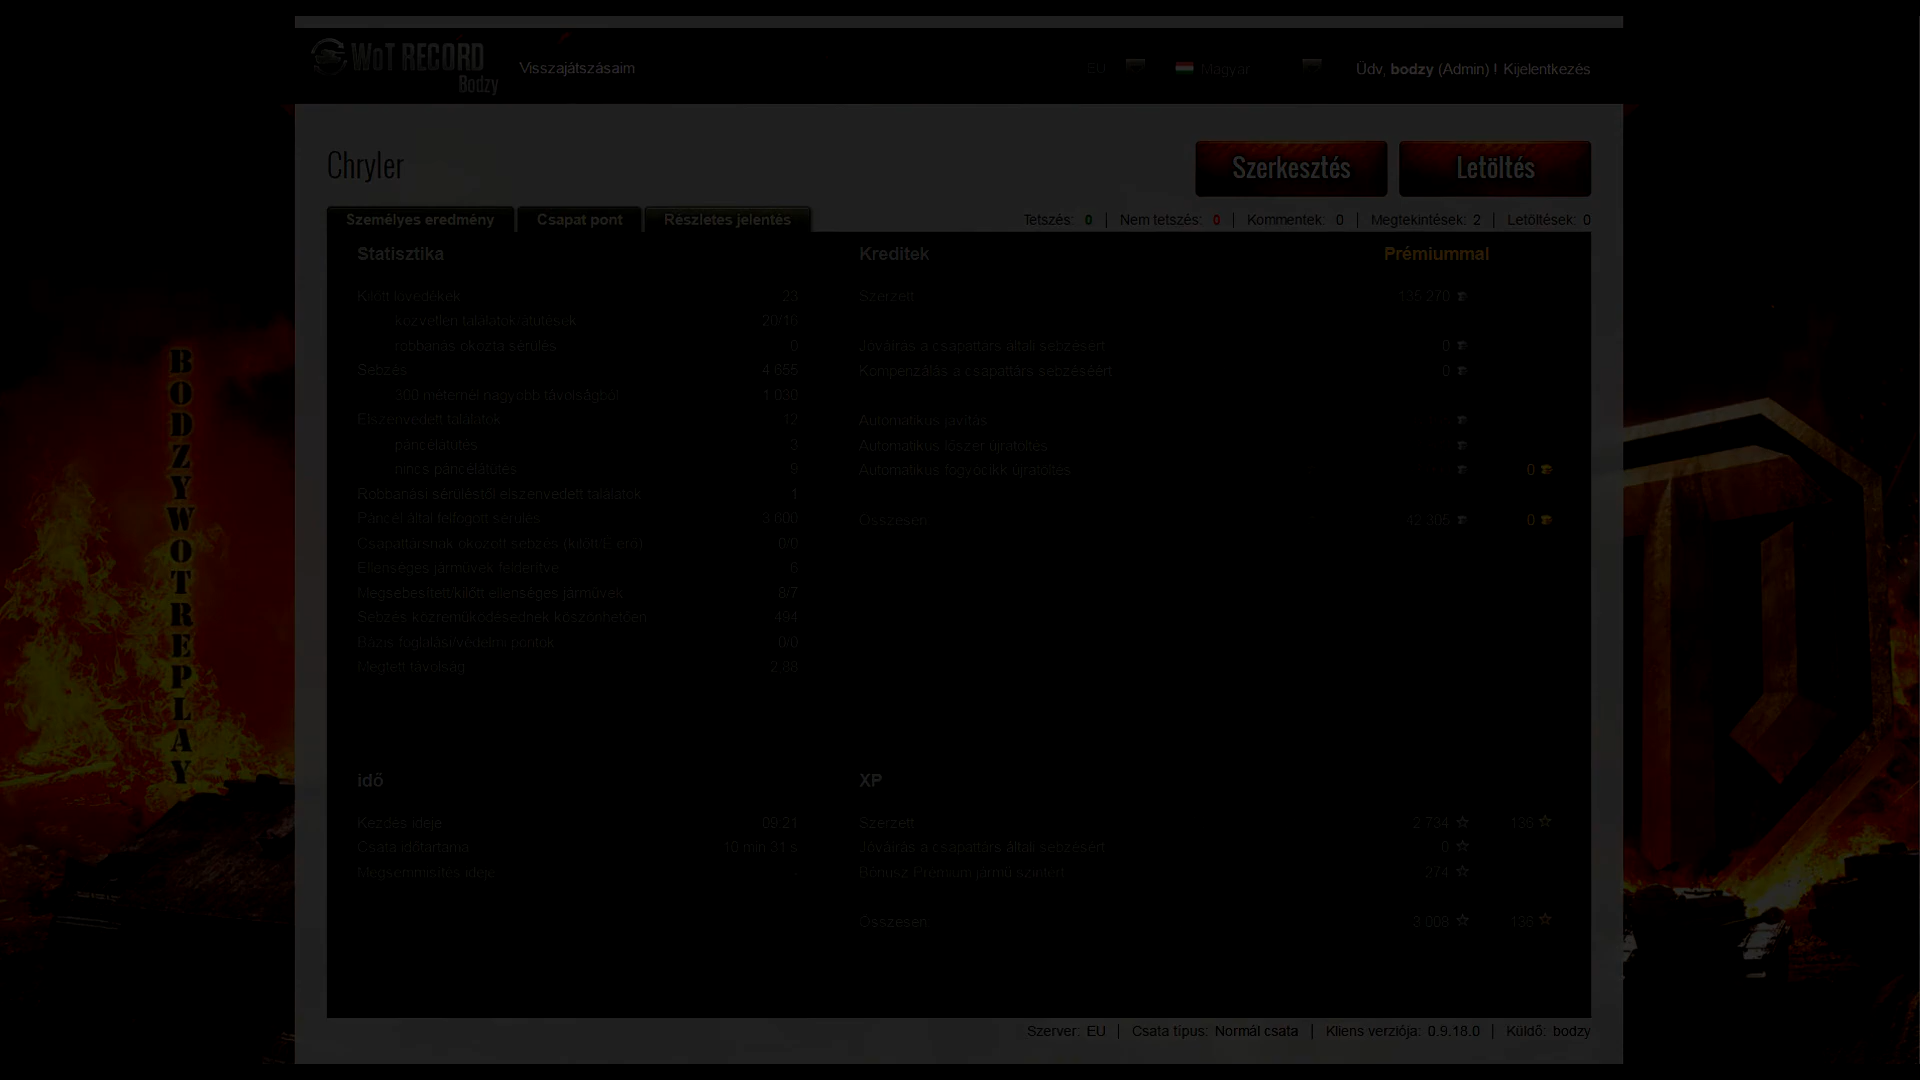 WoT RECORD
Bodzy
Visszajátszásaim
EU
Magyar
Üdv, bodzy (Admin) ! Kijelentkezés
Chryler
Szerkesztés
Letöltés
Személyes eredmény
Csapat pont
Részletes jelentés
Tetszés: 0 | Nem tetszés: 0 | Kommentek: 0 | Megtekintések: 2 | Letöltések: 0
Statisztika
Kilőtt lövedékek 23
közvetlen találatok/átütések 20/16
robbanás okozta sérülés 0
Sebzés 4 655
300 méternél nagyobb távolságból 1 030
Elszenvedett találatok 12
páncélátütés 3
nincs páncélátütés 9
Robbanási sérüléstől elszenvedett találatok 1
Páncél által felfogott sérülés 3 600
Csapattársnak okozott sebzés (kilőtt/É.erő) 0/0
Ellenséges járművek felderítve 6
Megsebesített/kilőtt ellenséges járművek 8/7
Sebzés közreműködésednek köszönhetően 494
Bázis foglalási/védelmi pontok 0/0
Megtett távolság 2.88
Kreditek
Prémiummal
Szerzett 135 270
Jóváírás a csapattárs általi sebzésért 0
Kompenzálás a csapattárs sebzéséért 0
Automatikus javítás
Automatikus lőszer újratöltés
Automatikus fogyócikk újratöltés 0
Összesen 42 305 0
idő
Kezdés ideje 09:21
Csata időtartama 10 min 31 s
Megsemmisítés ideje -
XP
Szerzett 2 734 136
Jóváírás a csapattárs általi sebzésért 0
Bónusz Prémium jármű szintért 274
Összesen 3 008 136
Szerver: EU | Csata típus: Normál csata | Kliens verziója: 0.9.18.0 | Küldő: bodzy
BODZYWOTREPLAY